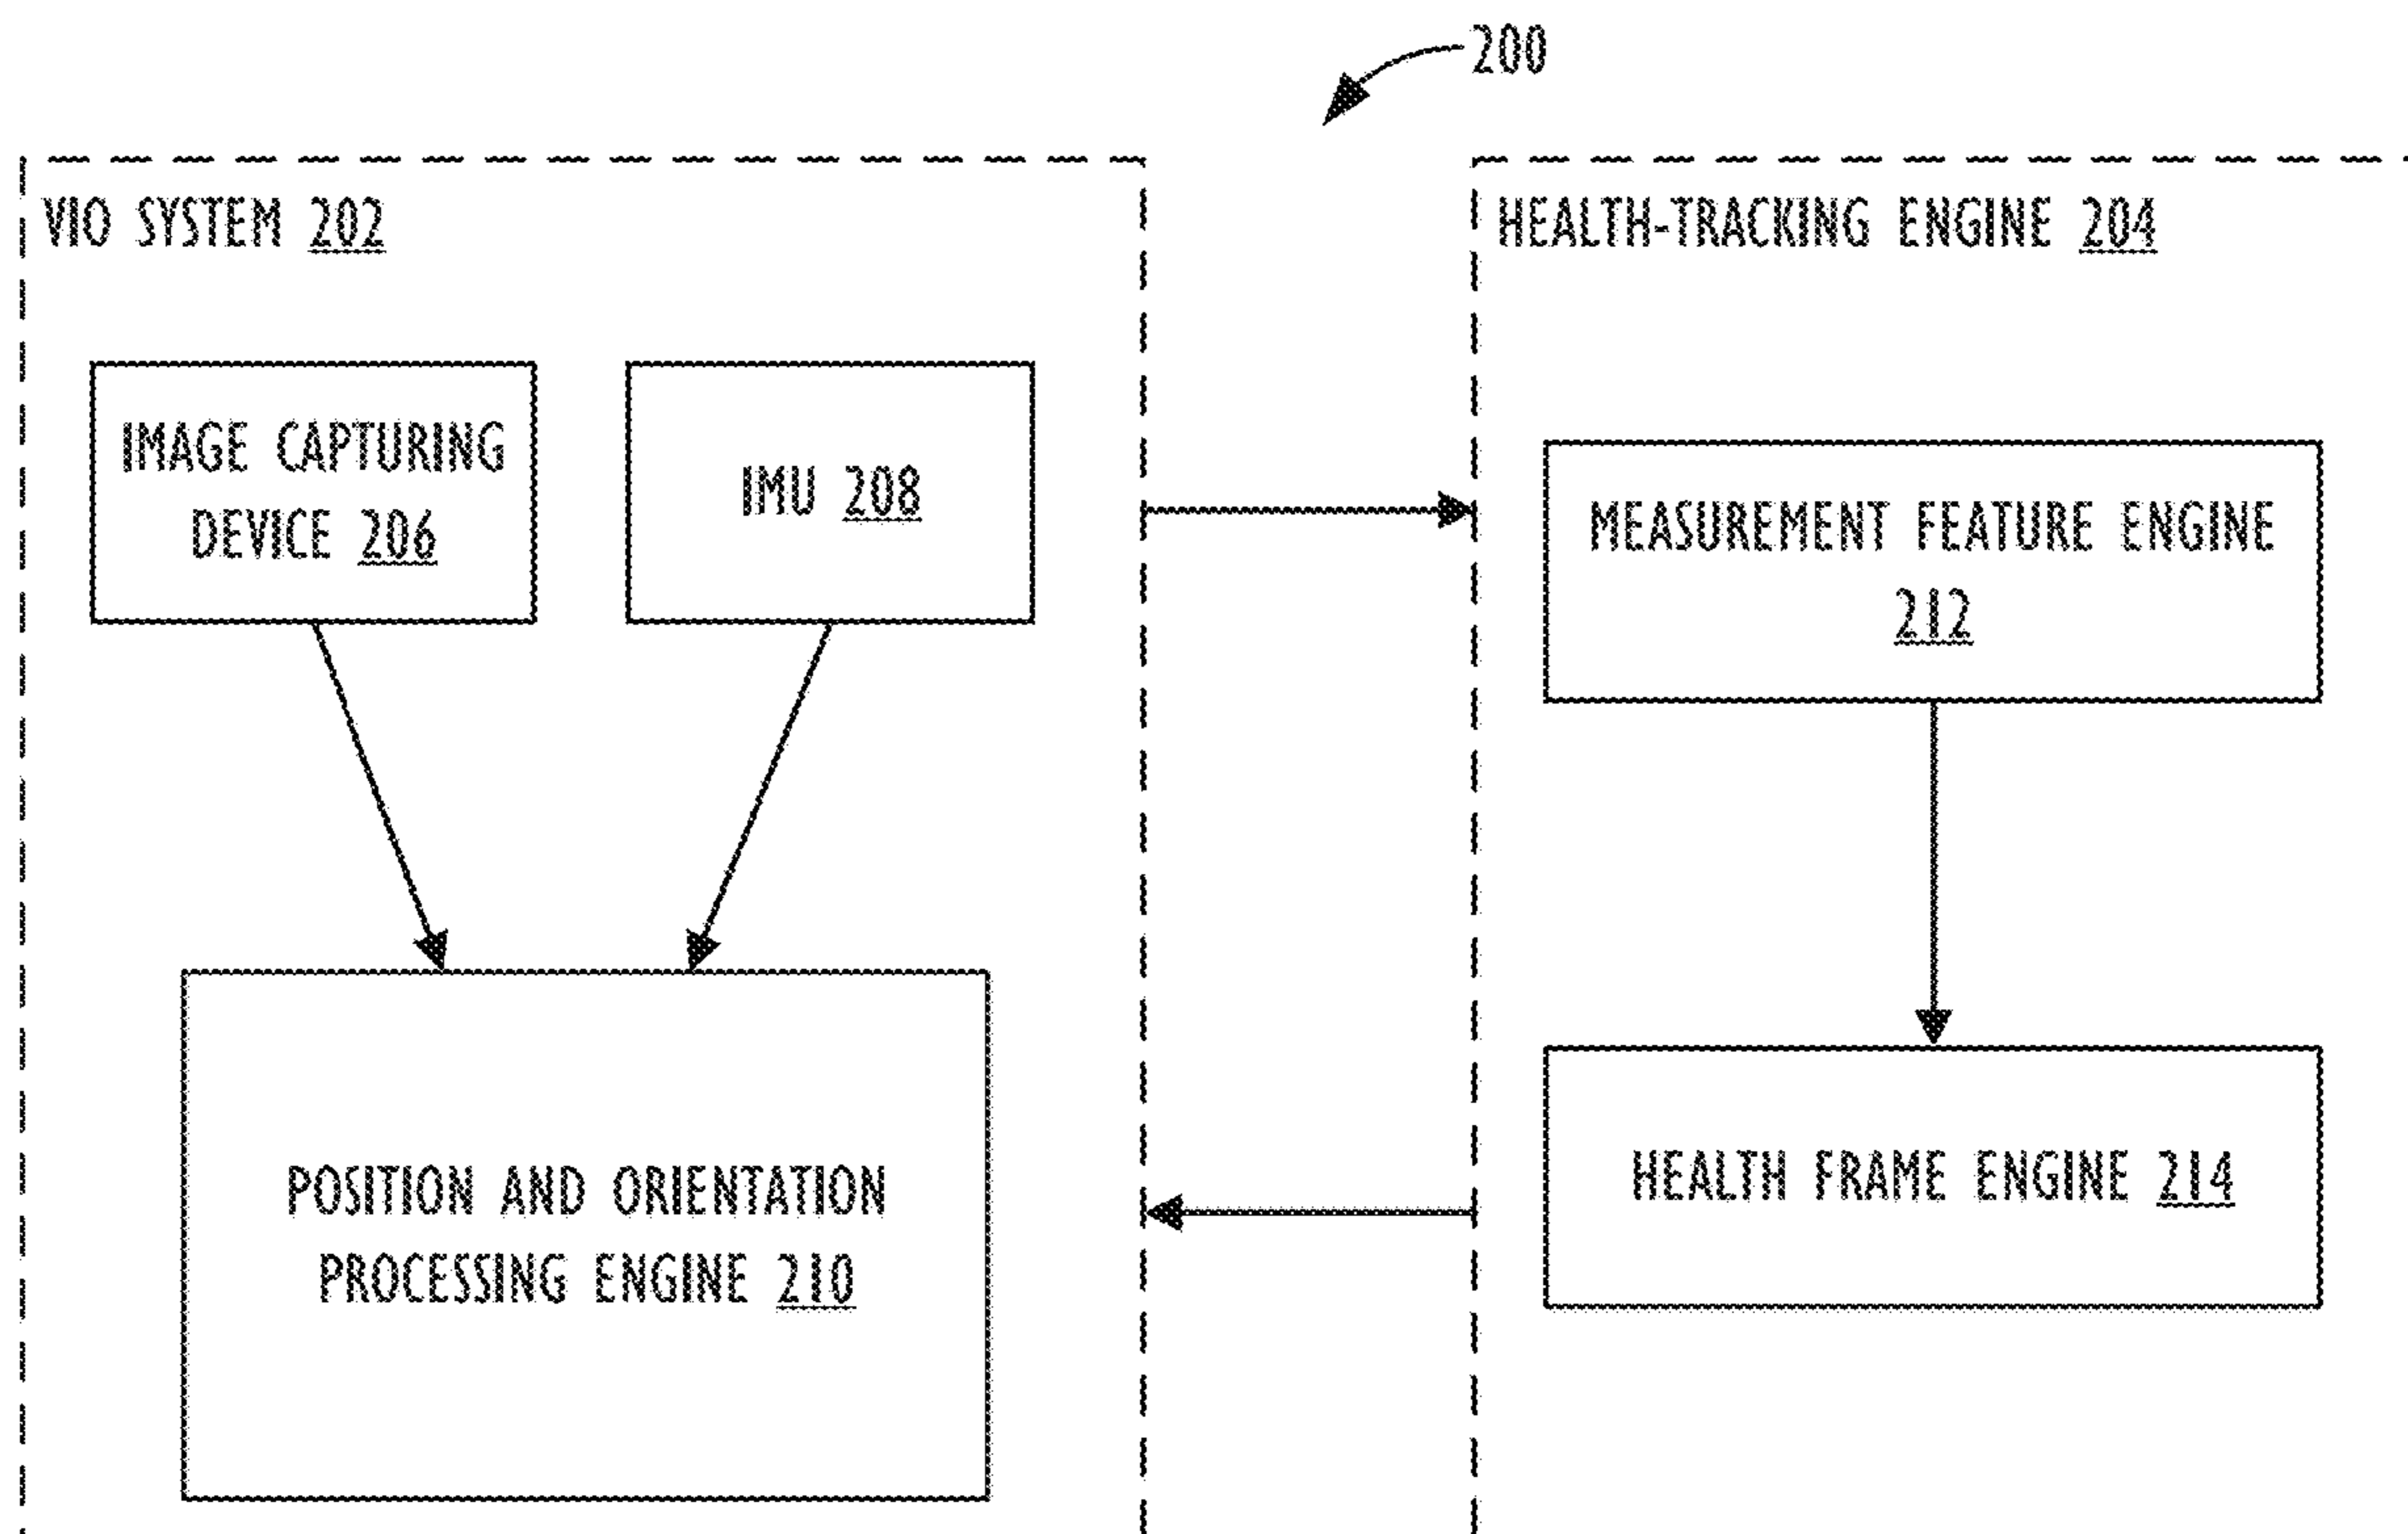 200
VIO SYSTEM 202
HEALTH-TRACKING ENGINE 204
IMAGE CAPTURING
DEVICE 206
IMU 208
MEASUREMENT FEATURE ENGINE
212
POSITION AND ORIENTATION
PROCESSING ENGINE 210
HEALTH FRAME ENGINE 214